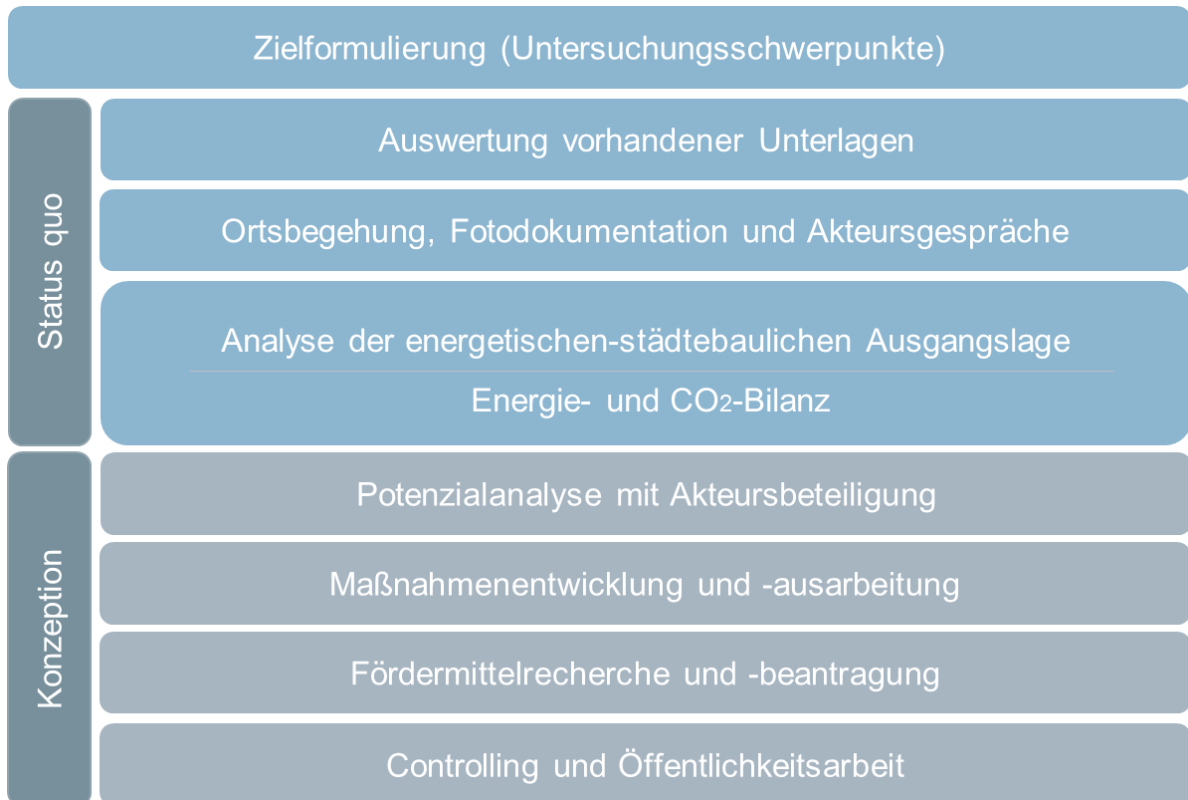 Zielformulierung (Untersuchungsschwerpunkte)
Status quo
Auswertung vorhandener Unterlagen
Ortsbegehung, Fotodokumentation und Akteursgespräche
Analyse der energetischen-städtebaulichen Ausgangslage
Energie- und CO2-Bilanz
Konzeption
Potenzialanalyse mit Akteursbeteiligung
Maßnahmenentwicklung und -ausarbeitung
Fördermittelrecherche und -beantragung
Controlling und Öffentlichkeitsarbeit